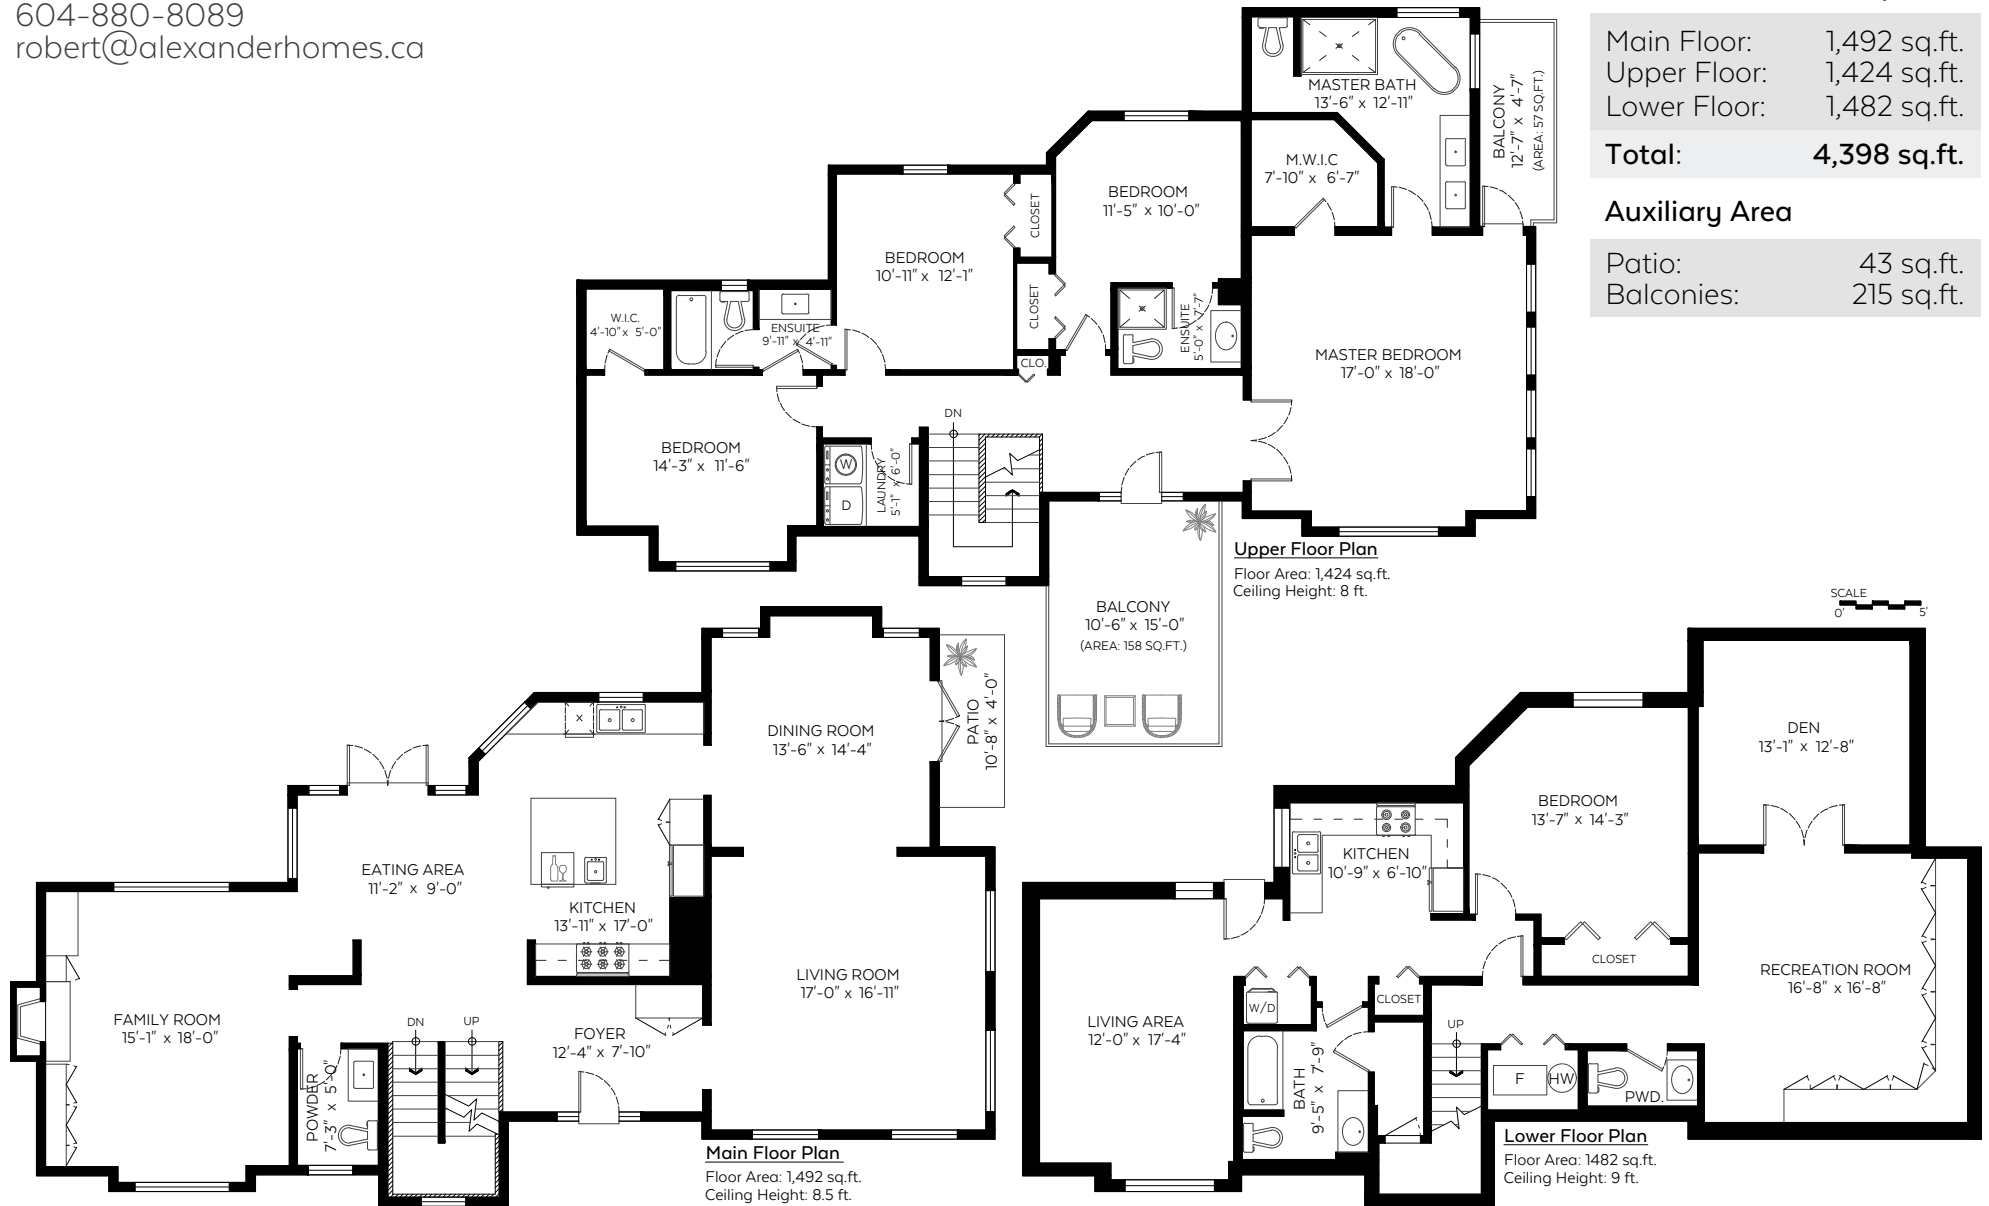 604-880-8089
robert@alexanderhomes.ca
Main Floor: 1,492 sq.ft.
Upper Floor: 1,424 sq.ft.
Lower Floor: 1,482 sq.ft.
Total: 4,398 sq.ft.
Auxiliary Area
Patio: 43 sq.ft.
Balconies: 215 sq.ft.
MASTER BATH
13'-6" x 12'-11"
BALCONY
12'-7" x 4'-7"
(AREA: 57 SQ.FT.)
M.W.I.C
7'-10" x 6'-7"
BEDROOM
11'-5" x 10'-0"
CLOSET
BEDROOM
10'-11" x 12'-1"
CLOSET
W.I.C.
4'-10" x 5'-0"
ENSUITE
9'-11" x 4'-11"
ENSUITE
5'-0" x 7'-7"
CLO.
MASTER BEDROOM
17'-0" x 18'-0"
DN
BEDROOM
14'-3" x 11'-6"
W
D
LAUNDRY
5'-1" x 6'-0"
Upper Floor Plan
Floor Area: 1,424 sq.ft.
Ceiling Height: 8 ft.
BALCONY
10'-6" x 15'-0"
(AREA: 158 SQ.FT.)
SCALE
0' 5'
X
DINING ROOM
13'-6" x 14'-4"
PATIO
10'-8" x 4'-0"
EATING AREA
11'-2" x 9'-0"
KITCHEN
13'-11" x 17'-0"
LIVING ROOM
17'-0" x 16'-11"
FAMILY ROOM
15'-1" x 18'-0"
DN
UP
FOYER
12'-4" x 7'-10"
POWDER
7'-3" x 5'-0"
Main Floor Plan
Floor Area: 1,492 sq.ft.
Ceiling Height: 8.5 ft.
DEN
13'-1" x 12'-8"
BEDROOM
13'-7" x 14'-3"
KITCHEN
10'-9" x 6'-10"
CLOSET
RECREATION ROOM
16'-8" x 16'-8"
W/D
CLOSET
LIVING AREA
12'-0" x 17'-4"
UP
BATH
9'-5" x 7'-9"
F
HW
PWD.
Lower Floor Plan
Floor Area: 1482 sq.ft.
Ceiling Height: 9 ft.